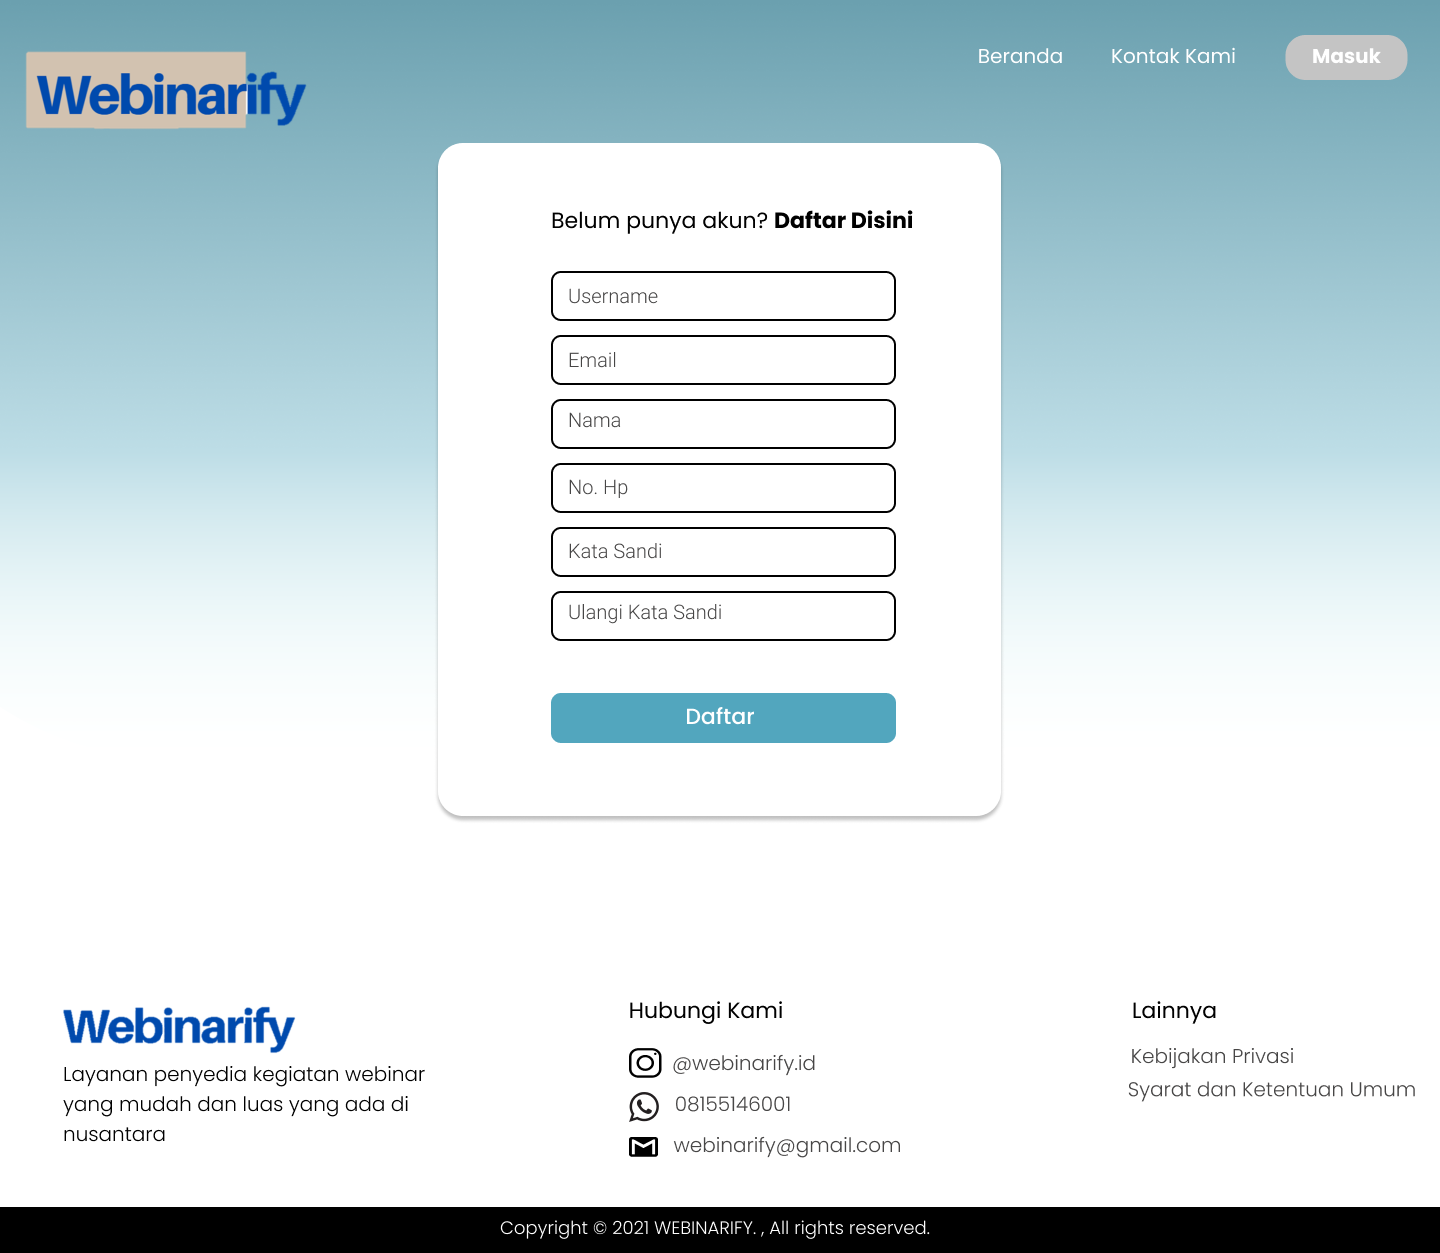 Webinarify
Beranda
Kontak Kami
Masuk
Belum punya akun? Daftar Disini
Username
Email
Nama
No. Hp
Kata Sandi
Ulangi Kata Sandi
Daftar
Webinarify
Layanan penyedia kegiatan webinar
yang mudah dan luas yang ada di
nusantara
Hubungi Kami
@webinarify.id
08155146001
webinarify@gmail.com
Lainnya
Kebijakan Privasi
Syarat dan Ketentuan Umum
Copyright © 2021 WEBINARIFY. , All rights reserved.